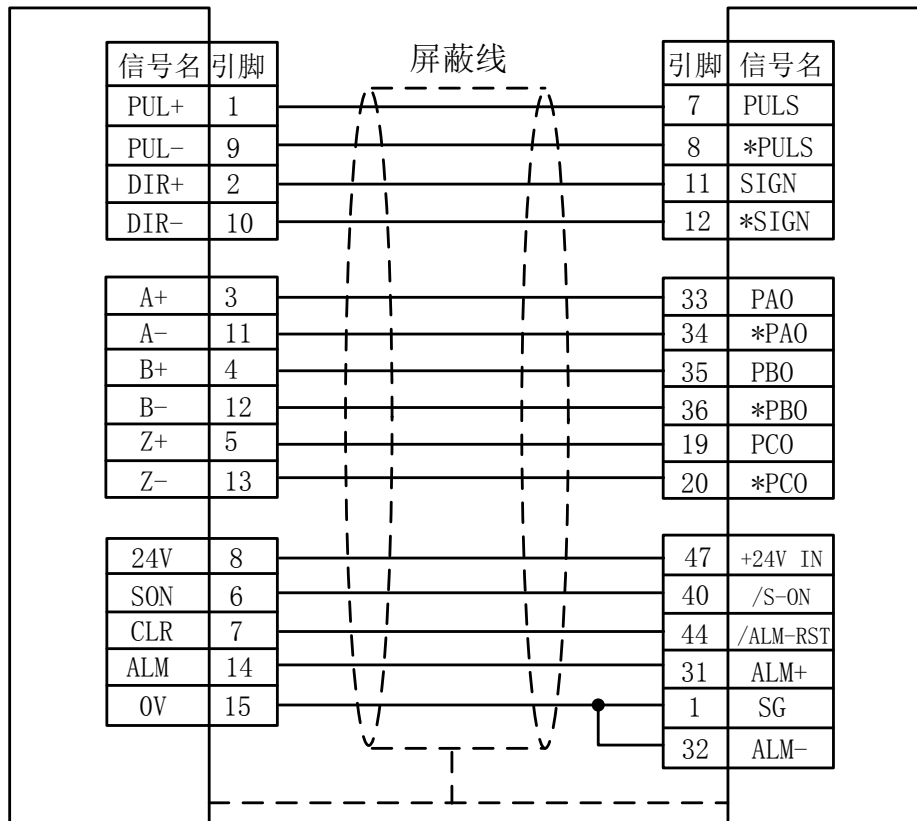 屏蔽线
信号名 引脚 引脚 信号名
PUL+ 1 7 PULS
PUL- 9 8 *PULS
DIR+ 2 11 SIGN
DIR- 10 12 *SIGN
A+ 3 33 PAO
A- 11 34 *PAO
B+ 4 35 PBO
B- 12 36 *PBO
Z+ 5 19 PCO
Z- 13 20 *PCO
24V 8 47 +24V IN
SON 6 40 /S-ON
CLR 7 44 /ALM-RST
ALM 14 31 ALM+
0V 15 1 SG
32 ALM-